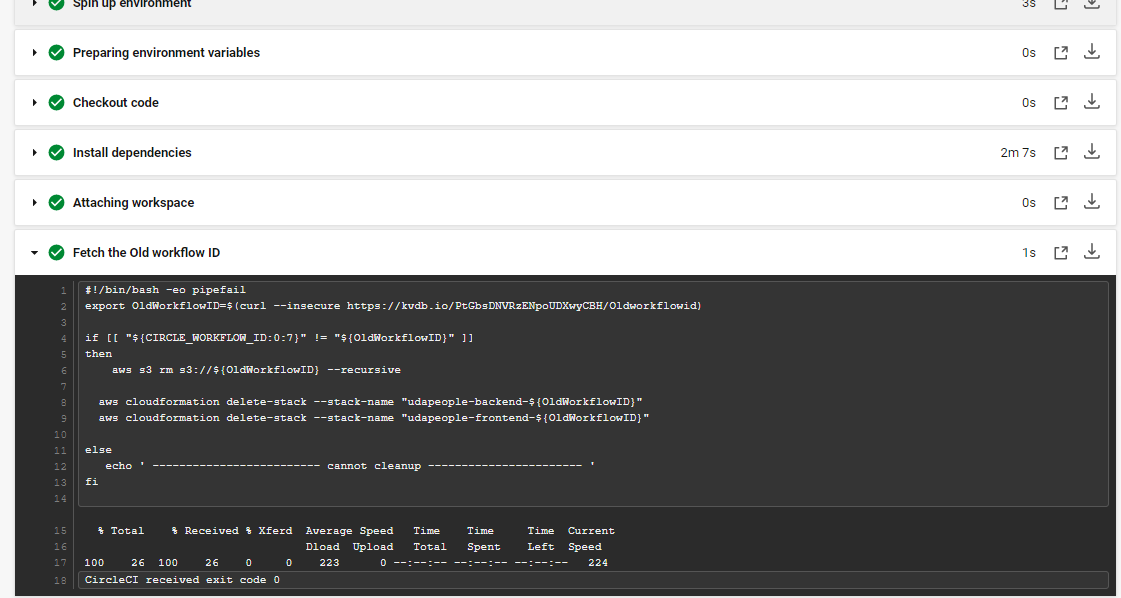 Spin up environment 3s
Preparing environment variables 0s
Checkout code 0s
Install dependencies 2m 7s
Attaching workspace 0s
Fetch the Old workflow ID 1s
1 #!/bin/bash -eo pipefail
2 export OldWorkflowID=$(curl --insecure https://kvdb.io/PtGbsDNVRzENpoUDXwyCBH/Oldworkflowid)
3
4 if [[ "${CIRCLE_WORKFLOW_ID:0:7}" != "${OldWorkflowID}" ]]
5 then
6     aws s3 rm s3://${OldWorkflowID} --recursive
7
8   aws cloudformation delete-stack --stack-name "udapeople-backend-${OldWorkflowID}"
9   aws cloudformation delete-stack --stack-name "udapeople-frontend-${OldWorkflowID}"
10
11 else
12    echo ' ------------------------- cannot cleanup ----------------------- '
13 fi
14
15   % Total    % Received % Xferd  Average Speed   Time    Time     Time  Current
16                                  Dload  Upload   Total   Spent    Left  Speed
17 100    26  100    26    0     0    223      0 --:--:-- --:--:-- --:--:--   224
18 CircleCI received exit code 0